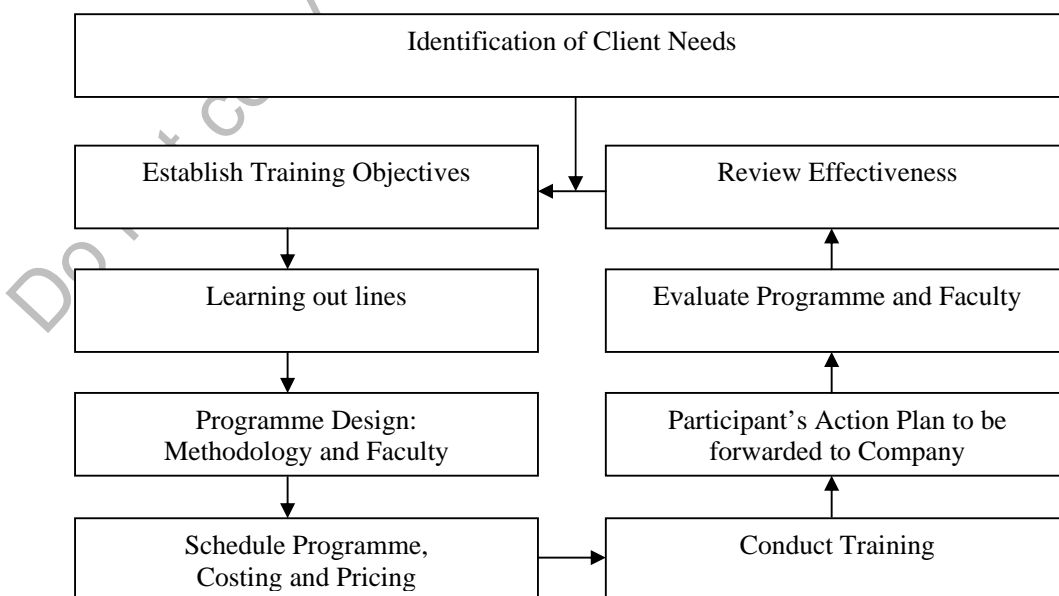 Identification of Client Needs
Establish Training Objectives
Review Effectiveness
Learning out lines
Evaluate Programme and Faculty
Programme Design:
Methodology and Faculty
Participant’s Action Plan to be
forwarded to Company
Schedule Programme,
Costing and Pricing
Conduct Training
Do